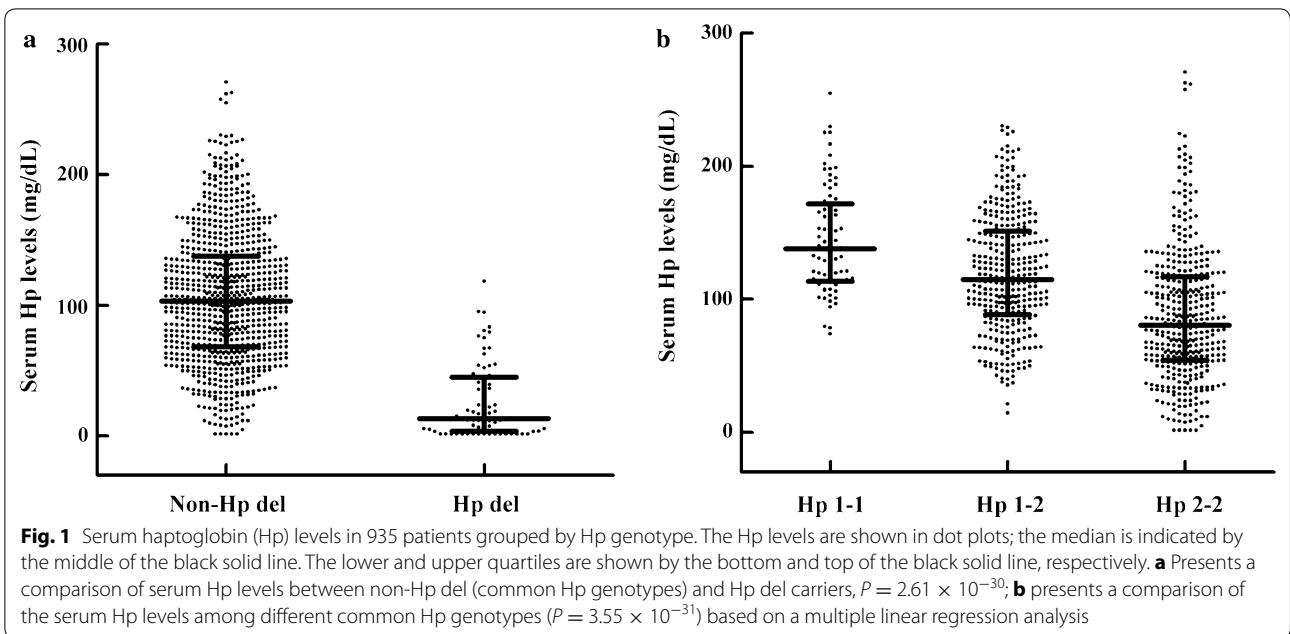 a
300
200
100
0
Serum Hp levels (mg/dL)
Non-Hp del
Hp del
b
300
200
100
0
Serum Hp levels (mg/dL)
Hp 1-1
Hp 1-2
Hp 2-2
Fig. 1 Serum haptoglobin (Hp) levels in 935 patients grouped by Hp genotype. The Hp levels are shown in dot plots; the median is indicated by
the middle of the black solid line. The lower and upper quartiles are shown by the bottom and top of the black solid line, respectively. a Presents a
comparison of serum Hp levels between non-Hp del (common Hp genotypes) and Hp del carriers, P = 2.61 × 10⁻³⁰; b presents a comparison of
the serum Hp levels among different common Hp genotypes (P = 3.55 × 10⁻³¹) based on a multiple linear regression analysis